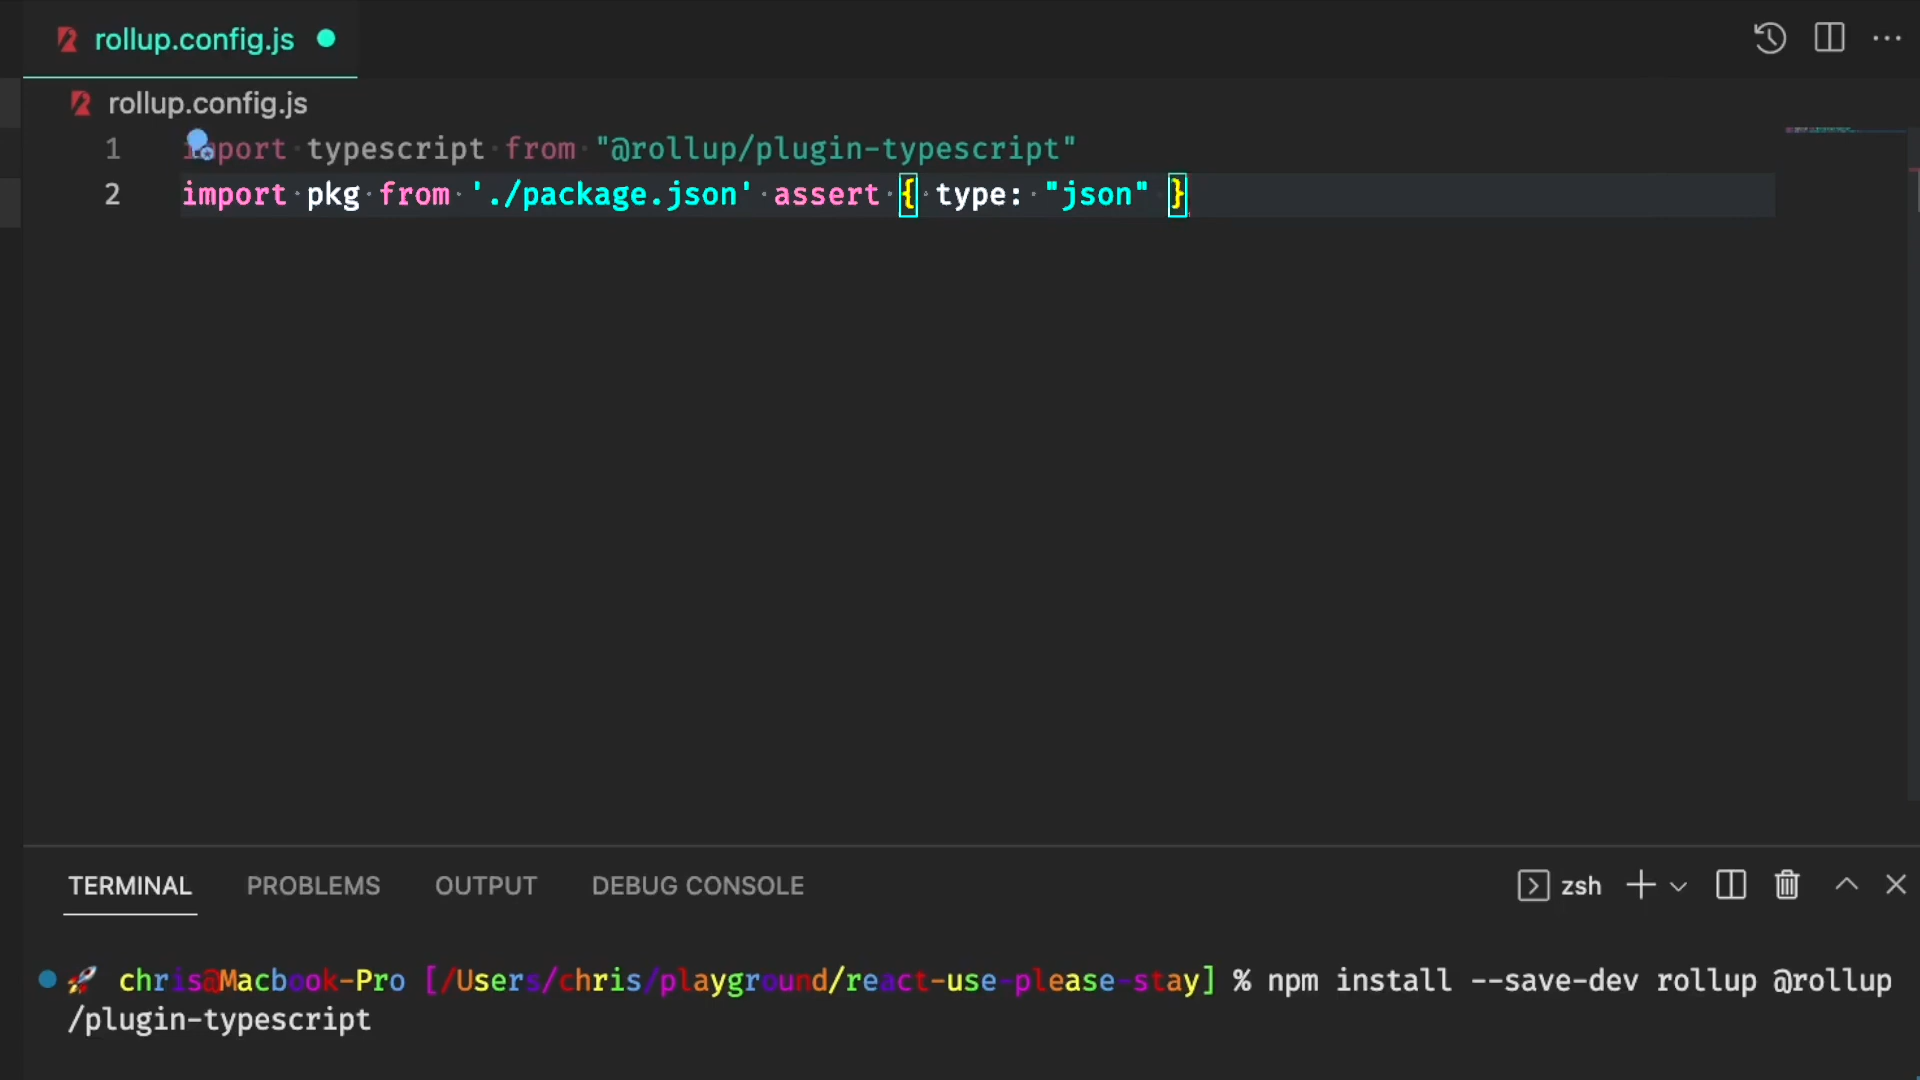 rollup.config.js
rollup.config.js
1 import typescript from "@rollup/plugin-typescript"
2 import pkg from './package.json' assert { type: "json" }
TERMINAL PROBLEMS OUTPUT DEBUG CONSOLE zsh
🚀 chris@Macbook-Pro [/Users/chris/playground/react-use-please-stay] % npm install --save-dev rollup @rollup
/plugin-typescript